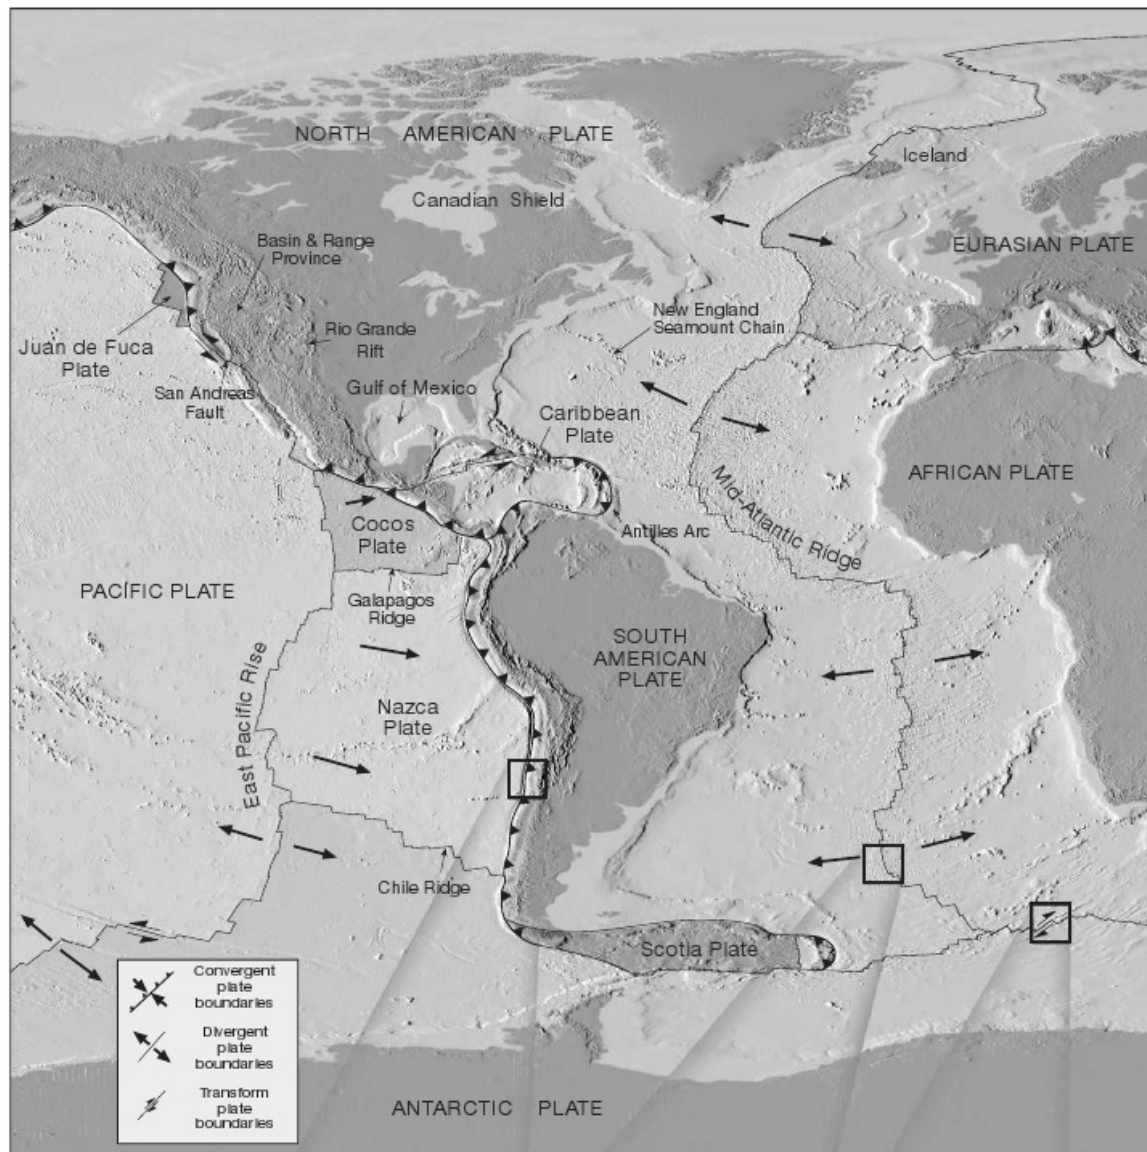 NORTH AMERICAN PLATE
Iceland
Canadian Shield
Basin & Range
Province
EURASIAN PLATE
New England
Seamount Chain
Rio Grande
Rift
Juan de Fuca
Plate
San Andreas
Fault
Gulf of Mexico
Caribbean
Plate
AFRICAN PLATE
Mid-Atlantic Ridge
Cocos
Plate
Antilles Arc
PACIFIC PLATE
Galapagos
Ridge
SOUTH
AMERICAN
PLATE
East Pacific Rise
Nazca
Plate
Chile Ridge
Scotia Plate
Convergent
plate
boundaries
Divergent
plate
boundaries
Transform
plate
boundaries
ANTARCTIC PLATE